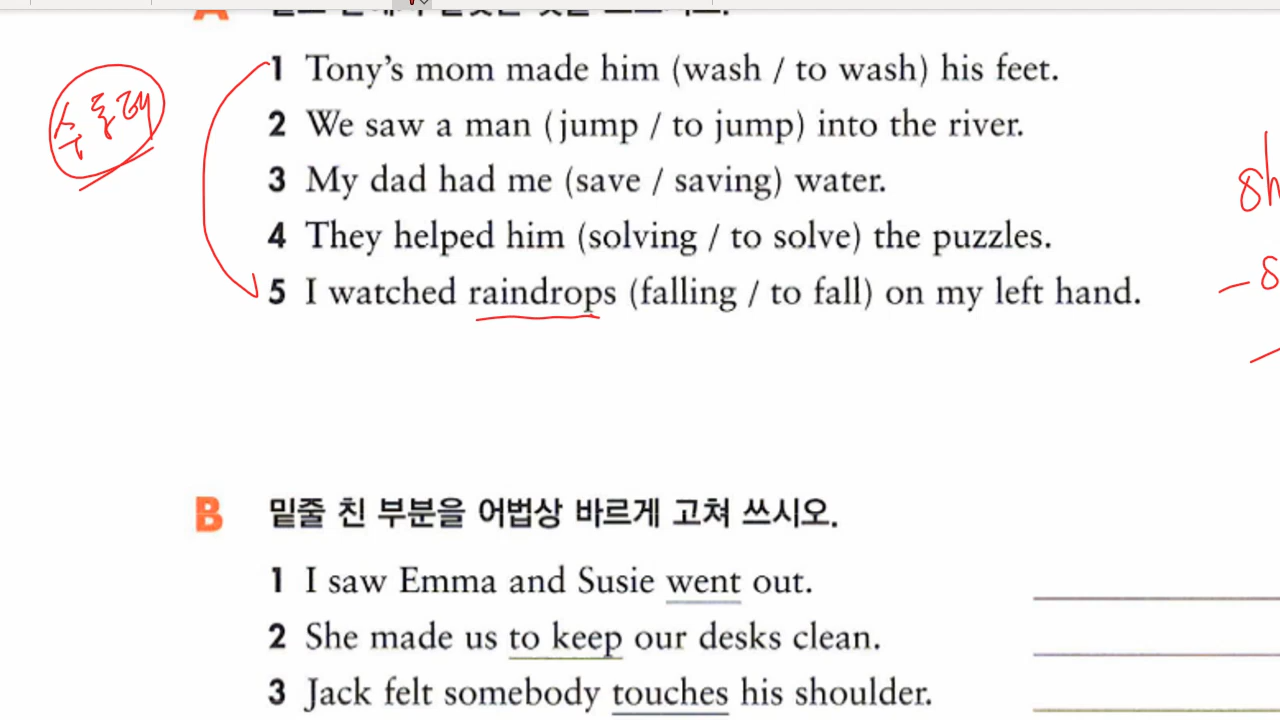 A
1 Tony's mom made him (wash / to wash) his feet.
수동태
2 We saw a man (jump / to jump) into the river.
3 My dad had me (save / saving) water.
4 They helped him (solving / to solve) the puzzles.
5 I watched raindrops (falling / to fall) on my left hand.
B 밑줄 친 부분을 어법상 바르게 고쳐 쓰시오.
1 I saw Emma and Susie went out.
2 She made us to keep our desks clean.
3 Jack felt somebody touches his shoulder.